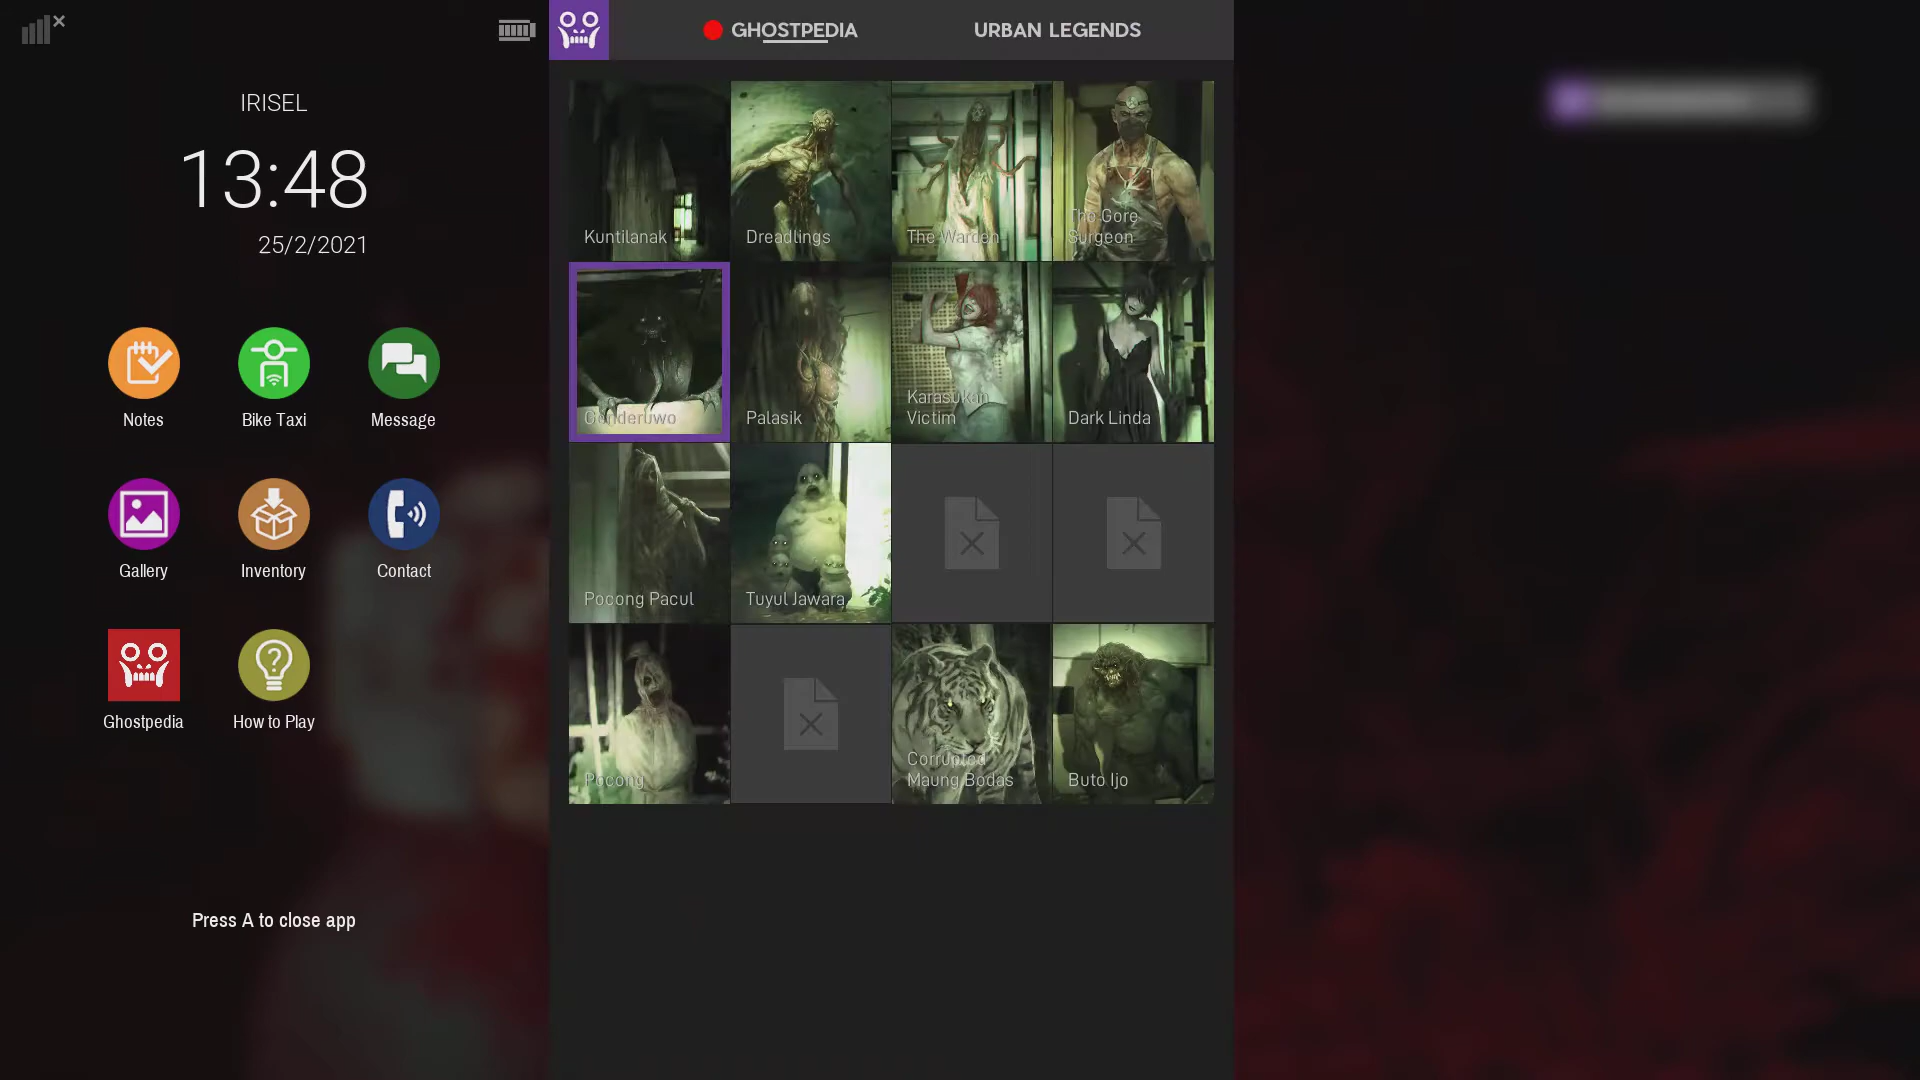 IRISEL
13:48
25/2/2021
Notes
Bike Taxi
Message
Gallery
Inventory
Contact
Ghostpedia
How to Play
Press A to close app
GHOSTPEDIA
URBAN LEGENDS
Kuntilanak
Dreadlings
The Warden
The Gore
Surgeon
Genderuwo
Palasik
Karasukan
Victim
Dark Linda
Pocong Pacul
Tuyul Jawara
Pocong
Corrupted
Maung Bodas
Buto Ijo